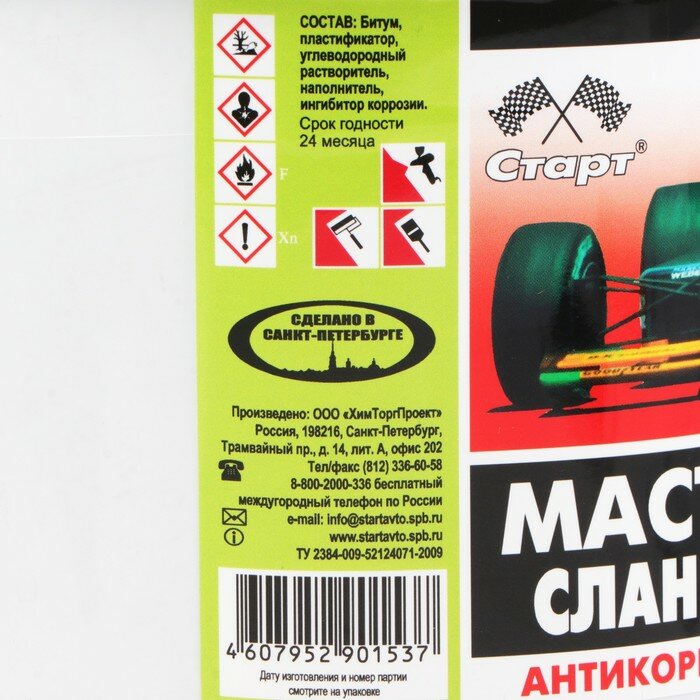 СОСТАВ: Битум,
пластификатор,
углеводородный
растворитель,
наполнитель,
ингибитор коррозии.
Срок годности
24 месяца
F
Xn
СДЕЛАНО В
САНКТ-ПЕТЕРБУРГЕ
Произведено: ООО «ХимТоргПроект»
Россия, 198216, Санкт-Петербург,
Трамвайный пр., д. 14, лит. А, офис 202
Тел/факс (812) 336-60-58
8-800-2000-336 бесплатный
междугородный телефон по России
e-mail: info@startavto.spb.ru
www.startavto.spb.ru
ТУ 2384-009-52124071-2009
4 607952 901537
Дату изготовления и номер партии
смотрите на упаковке
Старт®
GOODYEAR
МАСТ
СЛАН
АНТИКОР